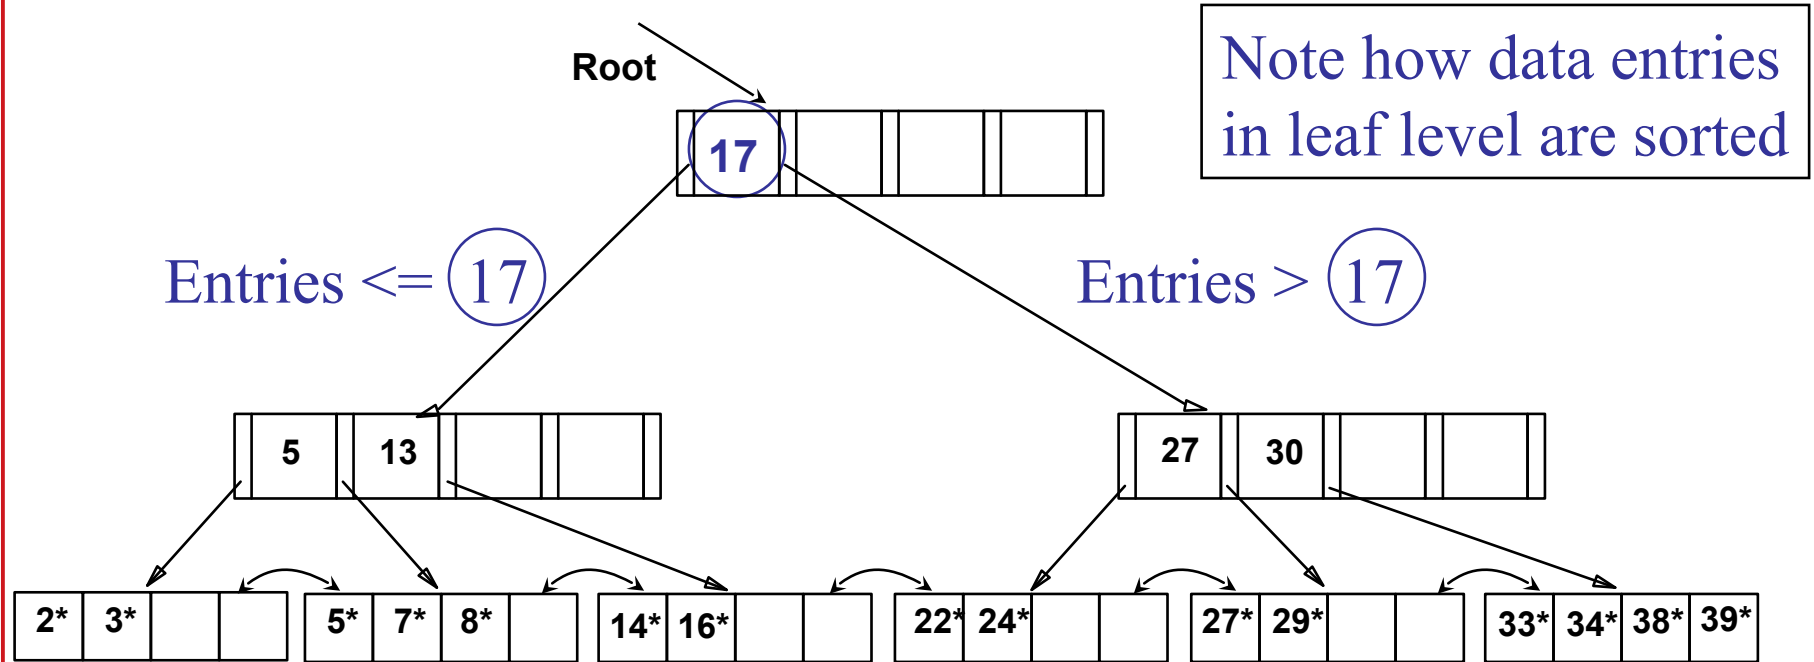 Root
Note how data entries
in leaf level are sorted
17
Entries <= 17
Entries > 17
5 13
27 30
2* 3*
5* 7* 8*
14* 16*
22* 24*
27* 29*
33* 34* 38* 39*